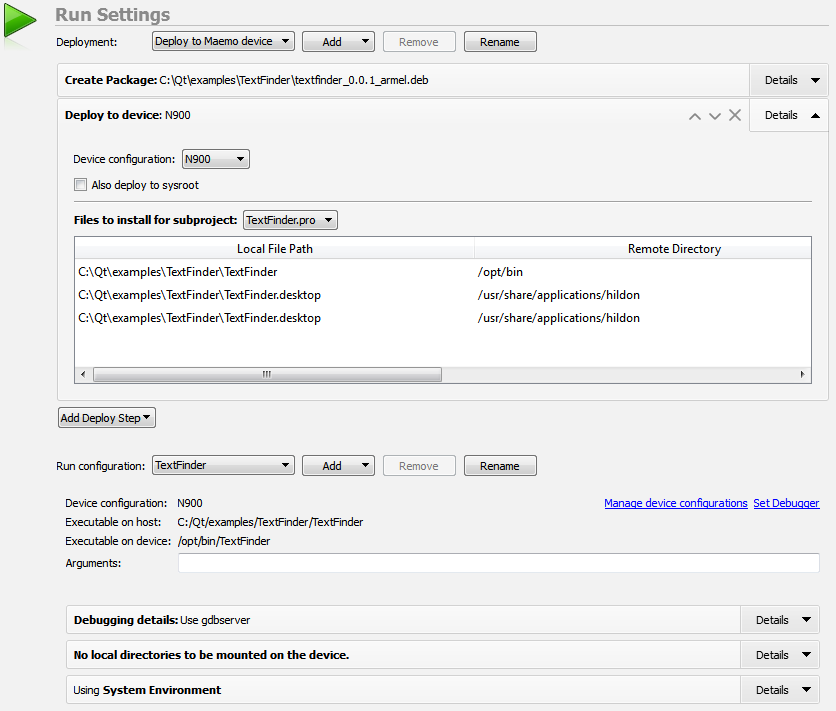 Run Settings
Deployment: Deploy to Maemo device Add Remove Rename
Create Package: C:\Qt\examples\TextFinder\textfinder_0.0.1_armel.deb Details
Deploy to device: N900 Details
Device configuration: N900
Also deploy to sysroot
Files to install for subproject: TextFinder.pro
Local File Path Remote Directory
C:\Qt\examples\TextFinder\TextFinder /opt/bin
C:\Qt\examples\TextFinder\TextFinder.desktop /usr/share/applications/hildon
C:\Qt\examples\TextFinder\TextFinder.desktop /usr/share/applications/hildon
Add Deploy Step
Run configuration: TextFinder Add Remove Rename
Device configuration: N900 Manage device configurations Set Debugger
Executable on host: C:/Qt/examples/TextFinder/TextFinder
Executable on device: /opt/bin/TextFinder
Arguments:
Debugging details: Use gdbserver Details
No local directories to be mounted on the device. Details
Using System Environment Details